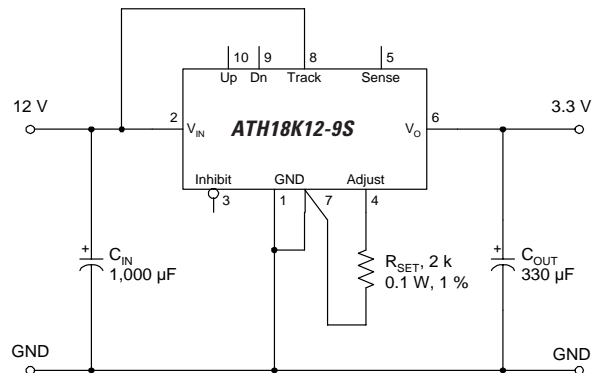 10 9 8 5
Up Dn Track Sense
12 V
2
V_IN
ATH18K12-9S
V_O
6
3.3 V
Inhibit GND Adjust
3 1 7 4
+
C_IN
1,000 µF
R_SET, 2 k
0.1 W, 1 %
+
C_OUT
330 µF
GND GND